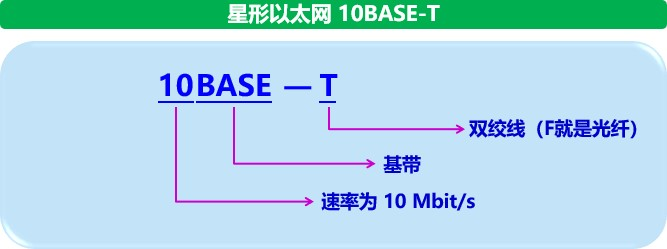 星形以太网 10BASE-T
10BASE — T
双绞线（F就是光纤）
基带
速率为 10 Mbit/s